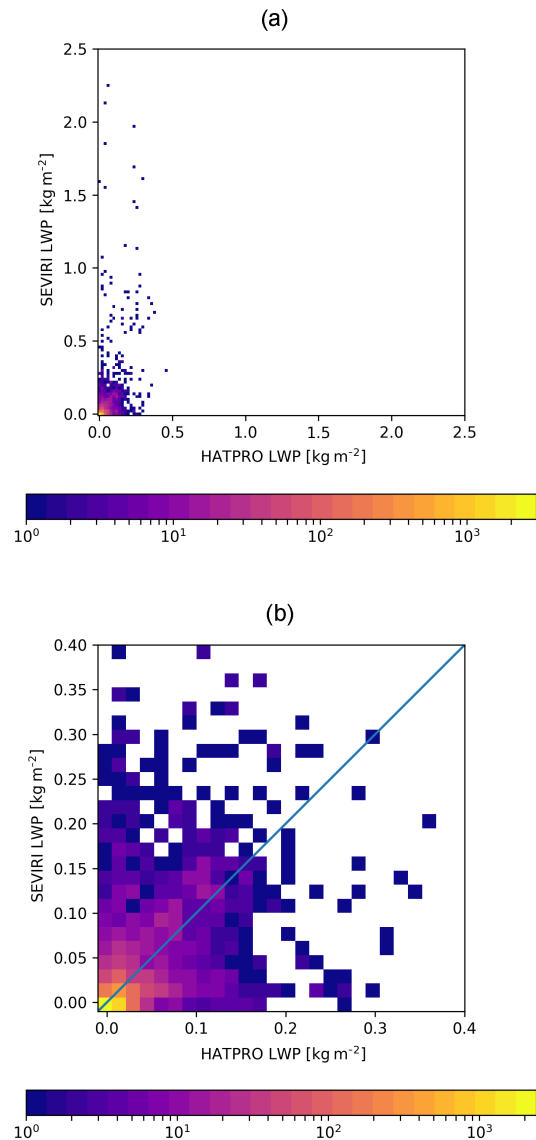 (a)
2.5
2.0
1.5
1.0
0.5
0.0
SEVIRI LWP [kg m⁻²]
0.0 0.5 1.0 1.5 2.0 2.5
HATPRO LWP [kg m⁻²]
10⁰ 10¹ 10² 10³
(b)
0.40
0.35
0.30
0.25
0.20
0.15
0.10
0.05
0.00
SEVIRI LWP [kg m⁻²]
0.0 0.1 0.2 0.3 0.4
HATPRO LWP [kg m⁻²]
10⁰ 10¹ 10² 10³